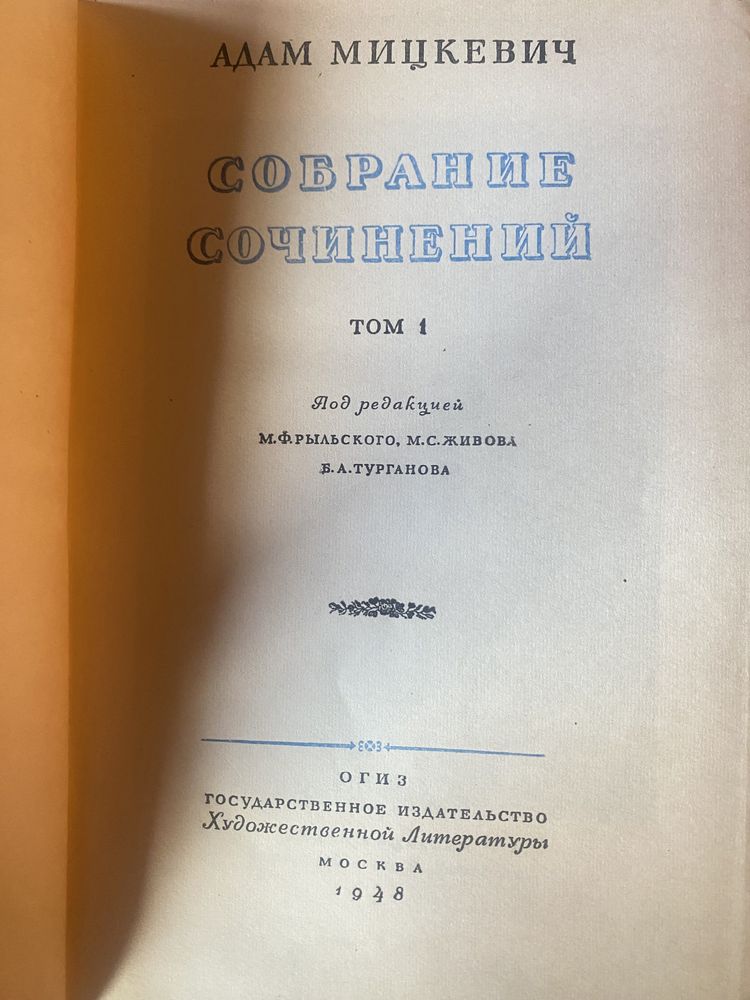 АДАМ МИЦКЕВИЧ
СОБРАНИЕ
СОЧИНЕНИЙ
ТОМ 1
Под редакцией
М.Ф.РЫЛЬСКОГО, М.С.ЖИВОВА
Б.А.ТУРГАНОВА
ОГИЗ
ГОСУДАРСТВЕННОЕ ИЗДАТЕЛЬСТВО
Художественной Литературы
МОСКВА
1948